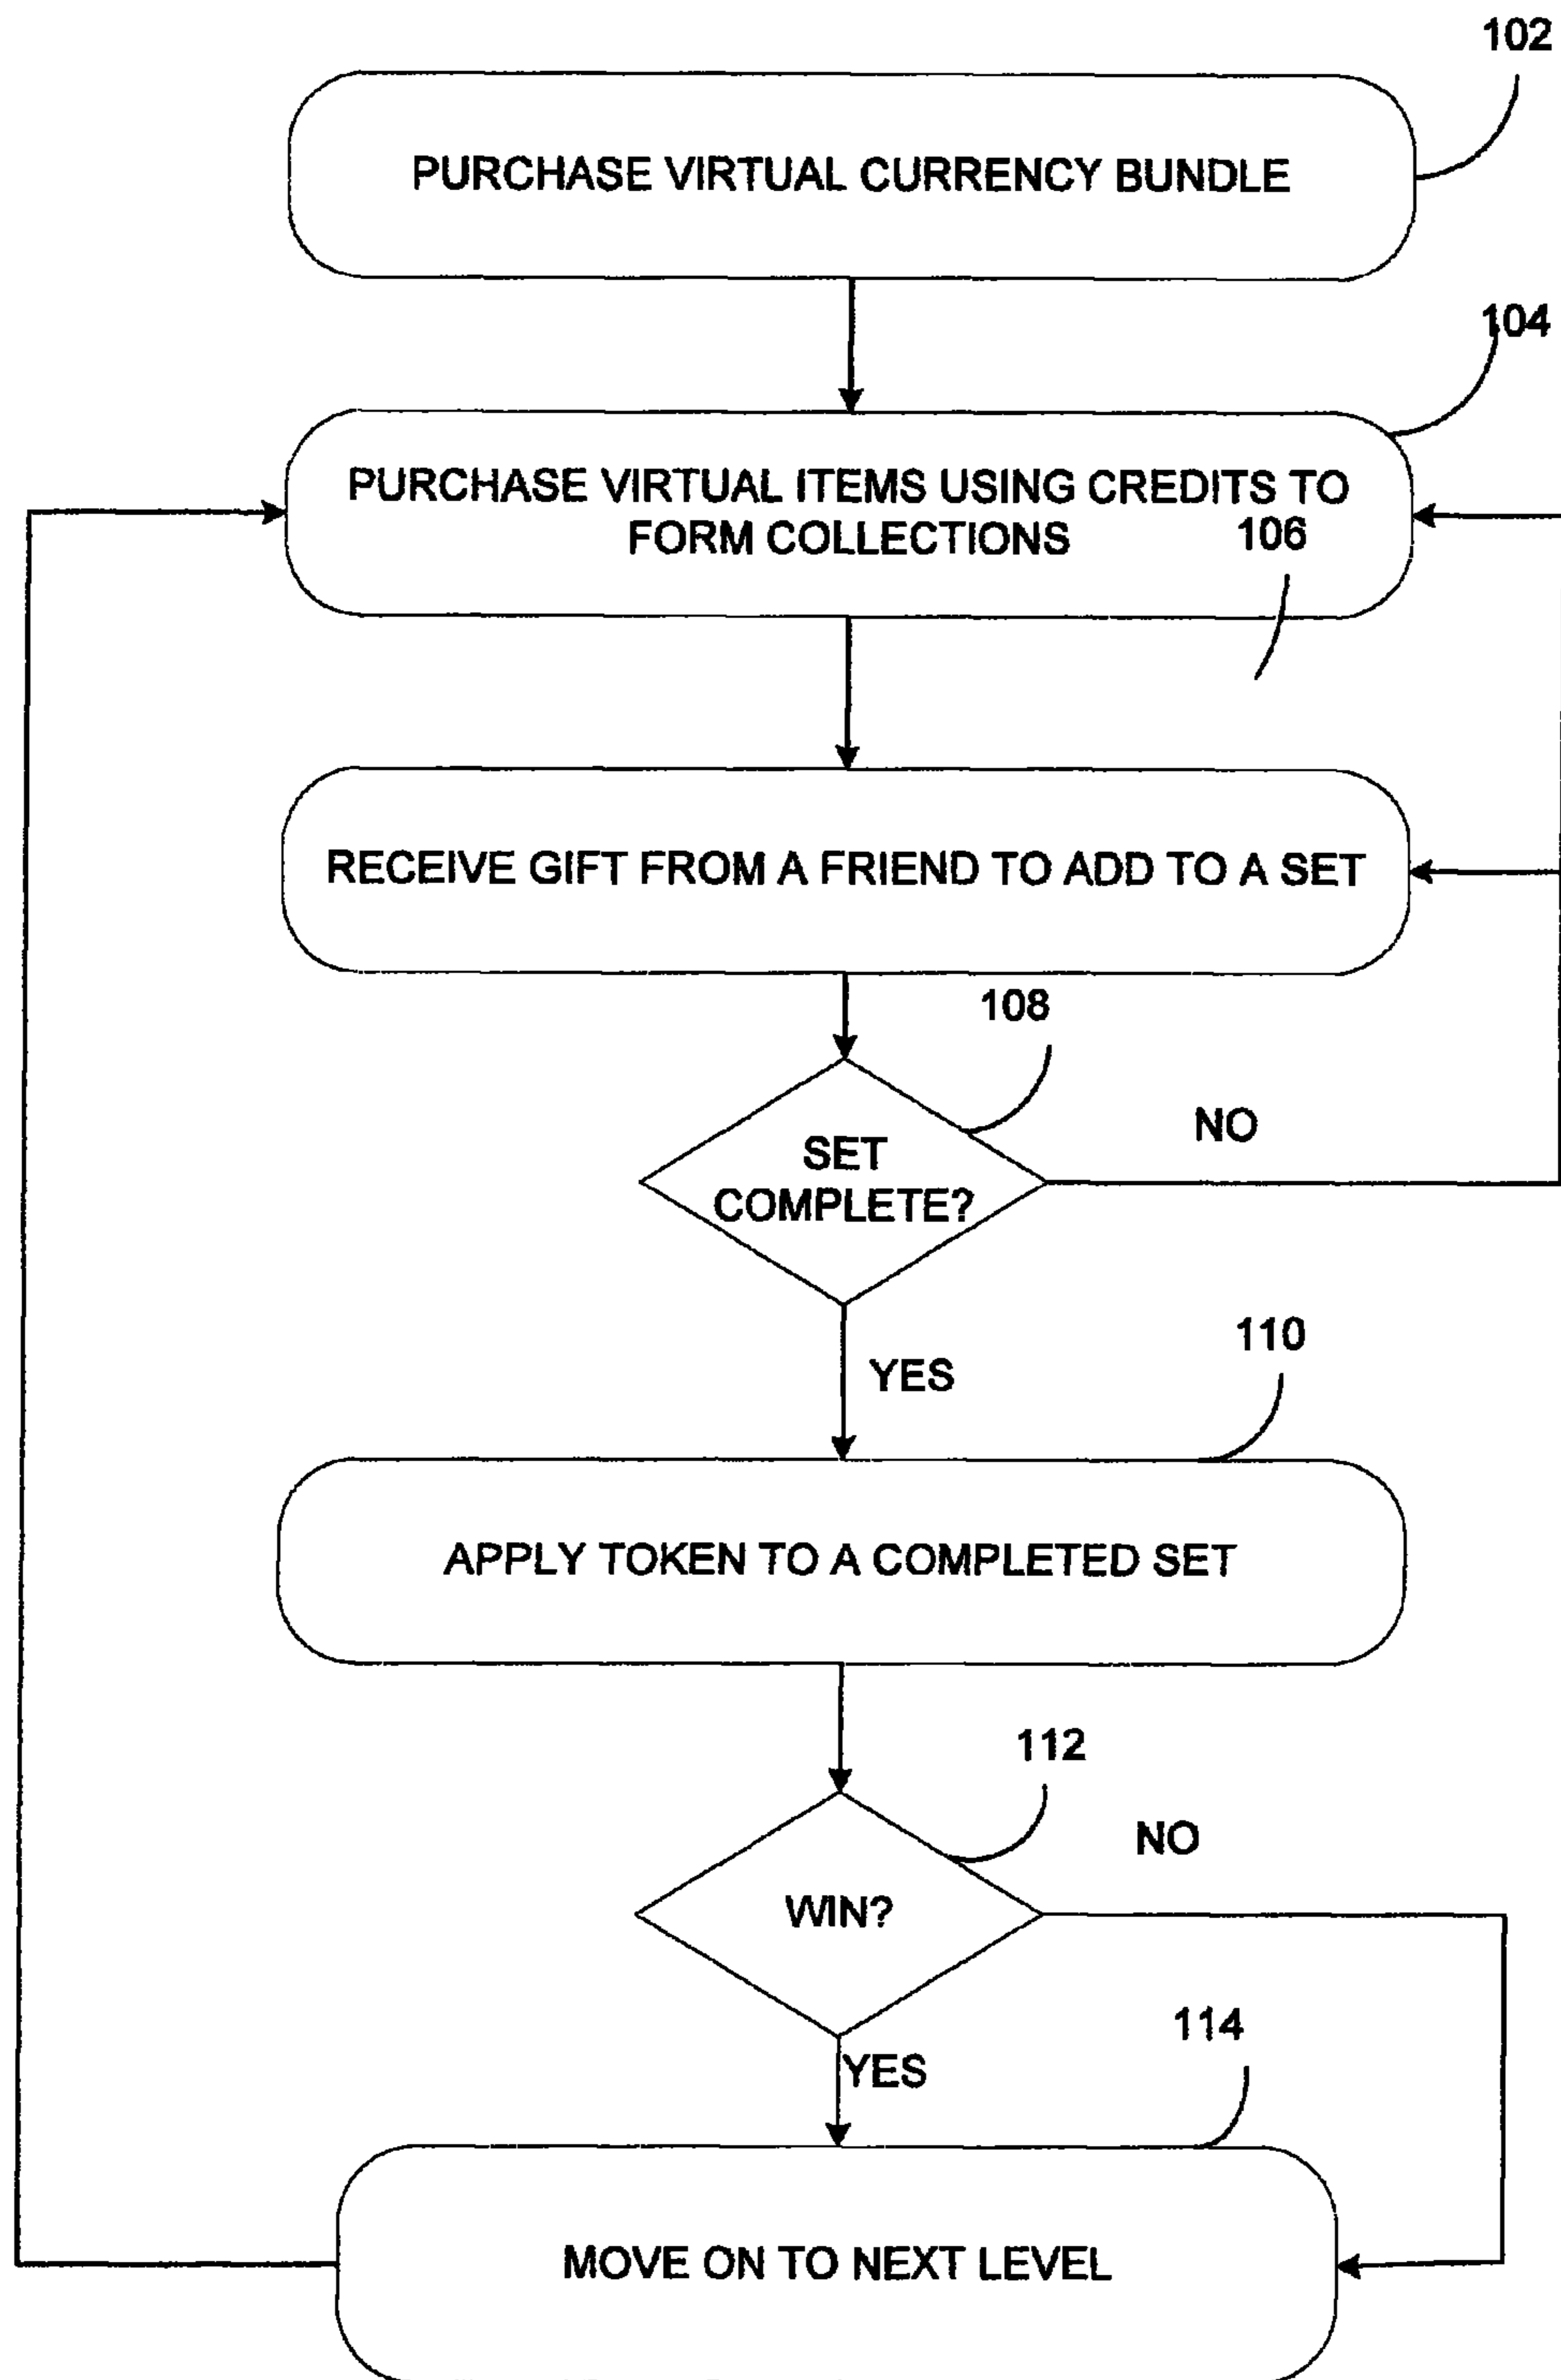 102
PURCHASE VIRTUAL CURRENCY BUNDLE
104
PURCHASE VIRTUAL ITEMS USING CREDITS TO
FORM COLLECTIONS
106
RECEIVE GIFT FROM A FRIEND TO ADD TO A SET
108
SET
COMPLETE?
NO
YES
110
APPLY TOKEN TO A COMPLETED SET
112
WIN?
NO
YES
114
MOVE ON TO NEXT LEVEL